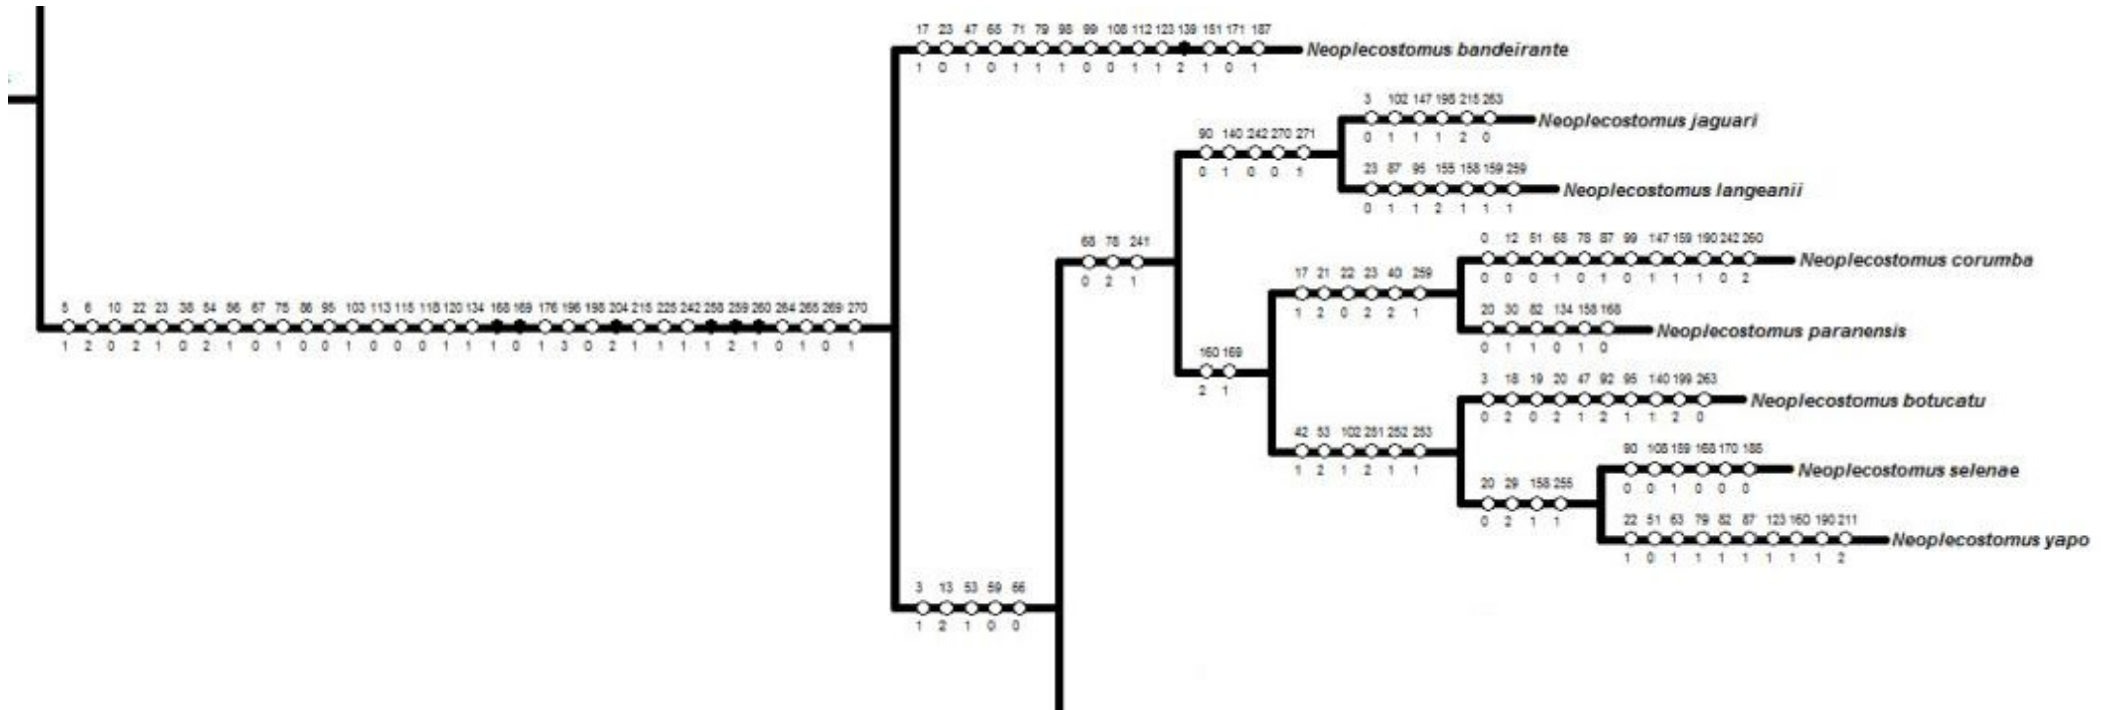 17 23 47 65 71 79 98 99 108 112 123 139 151 171 187
Neoplecostomus bandeirante
1 0 1 0 1 1 1 0 0 1 1 2 1 0 1
3 102 147 198 215 263
Neoplecostomus jaguari
0 1 1 1 2 0
90 140 242 270 271
0 1 0 0 1
23 87 95 155 158 159 259
Neoplecostomus langeanii
0 1 1 2 1 1 1
68 78 241
0 2 1
0 12 51 68 78 87 99 147 159 190 242 260
Neoplecostomus corumba
0 0 0 1 0 1 0 1 1 1 0 2
17 21 22 23 40 259
1 2 0 2 2 1
20 30 82 134 158 168
Neoplecostomus paranensis
0 1 1 0 1 0
5 6 10 22 23 38 54 56 67 75 86 95 103 113 115 118 120 134 168 169 176 196 198 204 215 225 242 258 259 260 264 265 269 270
1 2 0 2 1 0 2 1 0 1 0 0 1 0 0 0 1 1 1 0 1 3 0 2 1 1 1 1 2 1 0 1 0 1
160 169
2 1
3 18 19 20 47 92 95 140 199 263
Neoplecostomus botucatu
0 2 0 2 1 2 1 1 2 0
42 53 102 251 252 253
1 2 1 2 1 1
90 108 159 168 170 185
Neoplecostomus selenae
0 0 1 0 0 0
20 29 158 255
0 2 1 1
22 51 63 79 82 87 123 160 190 211
Neoplecostomus yapo
1 0 1 1 1 1 1 1 1 2
3 13 53 59 66
1 2 1 0 0